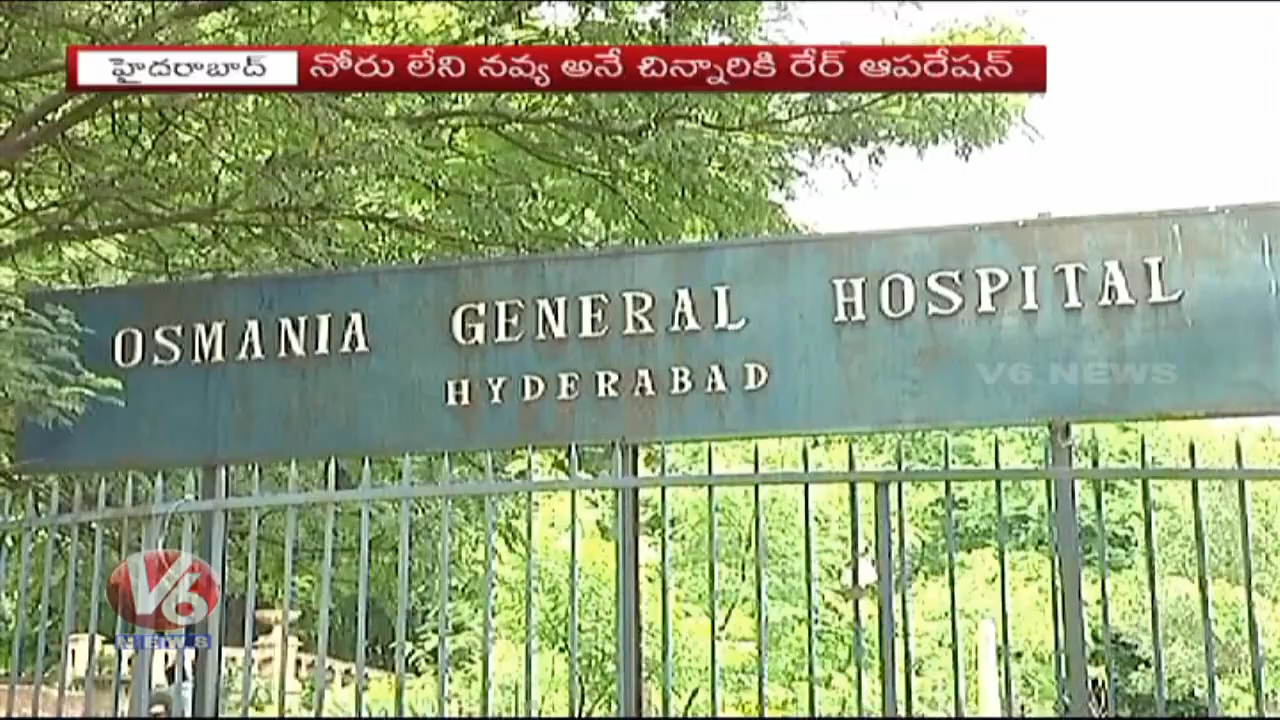 హైదరాబాద్ నోరు లేని నవ్య అనే చిన్నారికి రేర్ ఆపరేషన్
OSMANIA GENERAL HOSPITAL
HYDERABAD
V6 NEWS
V6
NEWS